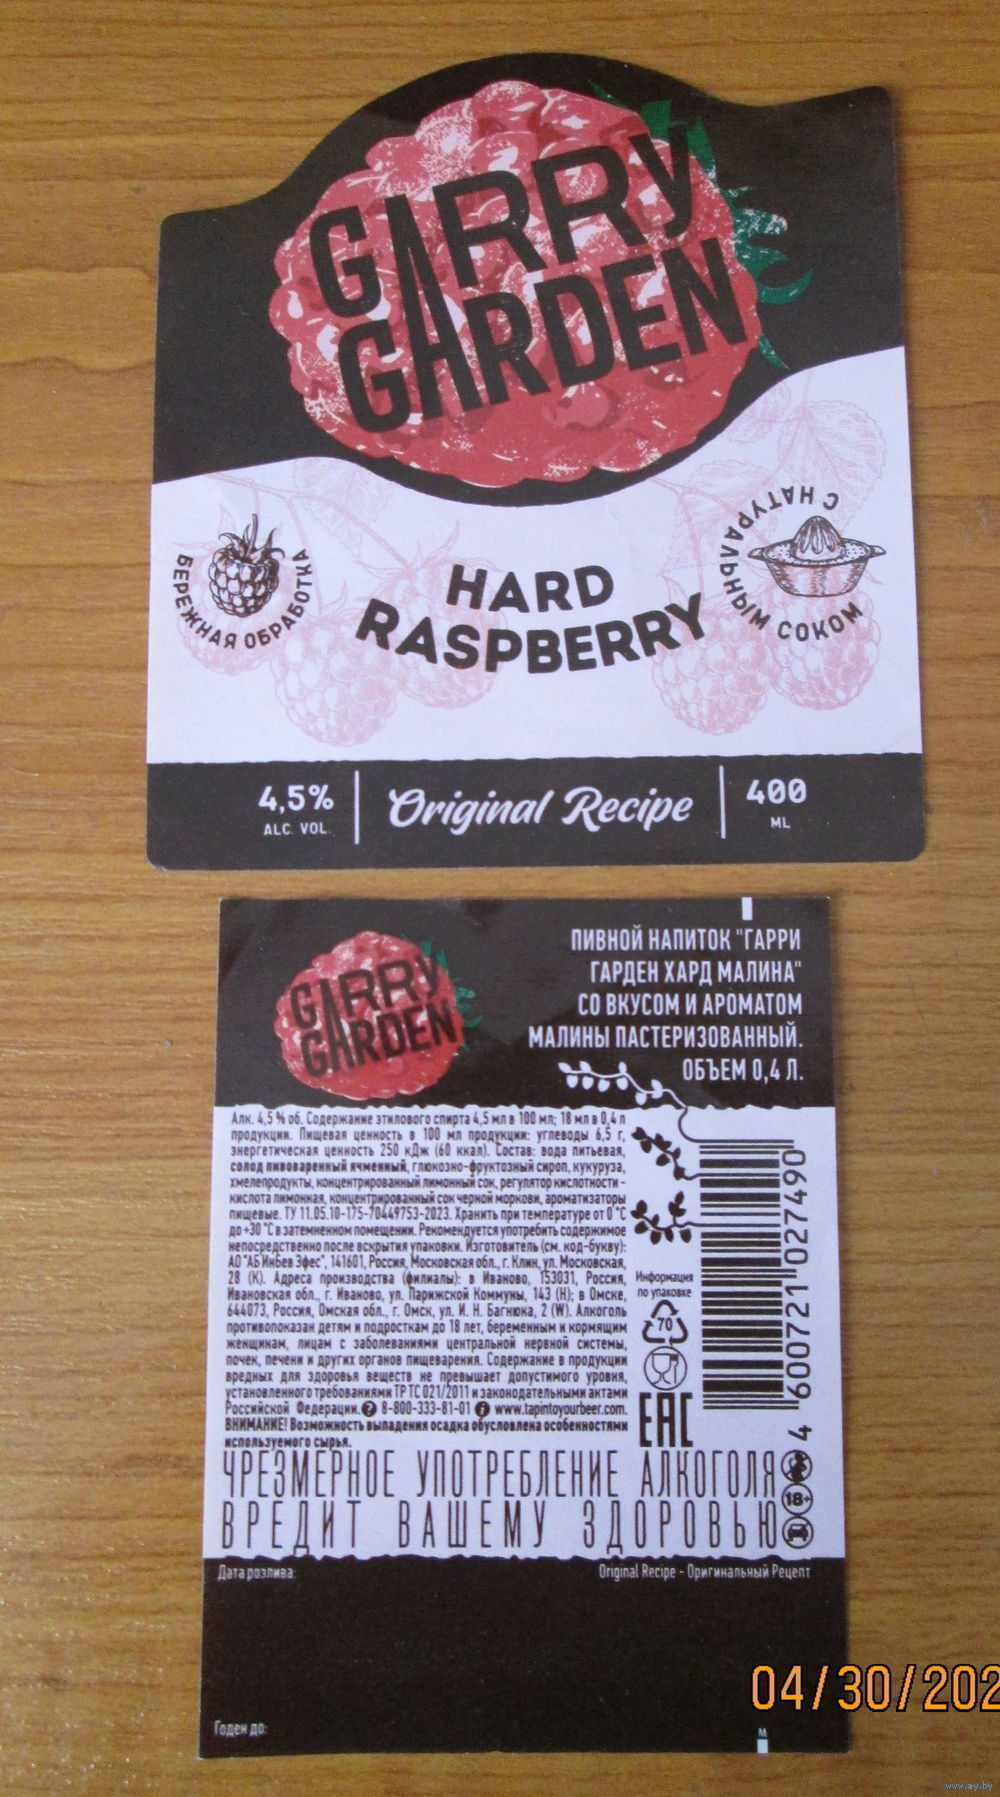 GARRY
GARDEN
БЕРЕЖНАЯ ОБРАБОТКА
HARD
RASPBERRY
С НАТУРАЛЬНЫМ СОКОМ
4,5%
ALC. VOL.
Original Recipe
400
ML
GARRY
GARDEN
ПИВНОЙ НАПИТОК "ГАРРИ
ГАРДЕН ХАРД МАЛИНА"
СО ВКУСОМ И АРОМАТОМ
МАЛИНЫ ПАСТЕРИЗОВАННЫЙ.
ОБЪЕМ 0,4 Л.
Алк. 4,5 % об. Содержание этилового спирта 4,5 мл в 100 мл; 18 мл в 0,4 л
продукции. Пищевая ценность в 100 мл продукции: углеводы 6,5 г,
энергетическая ценность 250 кДж (60 ккал). Состав: вода питьевая,
солод пивоваренный ячменный, глюкозно-фруктозный сироп, кукуруза,
хмелепродукты, концентрированный лимонный сок, регулятор кислотности -
кислота лимонная, концентрированный сок черной моркови, ароматизаторы
пищевые. ТУ 11.05.10-175-70449753-2023. Хранить при температуре от 0 °С
до +30 °С в затемненном помещении. Рекомендуется употребить содержимое
непосредственно после вскрытия упаковки. Изготовитель (см. код-букву):
АО "АБ ИнБев Эфес", 141601, Россия, Московская обл., г. Клин, ул. Московская,
28 (К). Адреса производства (филиалы): в Иваново, 153031, Россия,
Ивановская обл., г. Иваново, ул. Парижской Коммуны, 143 (Н); в Омске,
644073, Россия, Омская обл., г. Омск, ул. И. Н. Багнюка, 2 (W). Алкоголь
противопоказан детям и подросткам до 18 лет, беременным и кормящим
женщинам, лицам с заболеваниями центральной нервной системы,
почек, печени и других органов пищеварения. Содержание в продукции
вредных для здоровья веществ не превышает допустимого уровня,
установленного требованиями ТР ТС 021/2011 и законодательными актами
Российской Федерации. 8-800-333-81-01 www.tapintoyourbeer.com.
ВНИМАНИЕ! Возможность выпадения осадка обусловлена особенностями
используемого сырья.
Информация
по упаковке
70
EAC
4 600721 027490
ЧРЕЗМЕРНОЕ УПОТРЕБЛЕНИЕ АЛКОГОЛЯ
ВРЕДИТ ВАШЕМУ ЗДОРОВЬЮ
18+
Дата розлива:
Original Recipe - Оригинальный Рецепт
Годен до:
М
04/30/202
www.ay.by